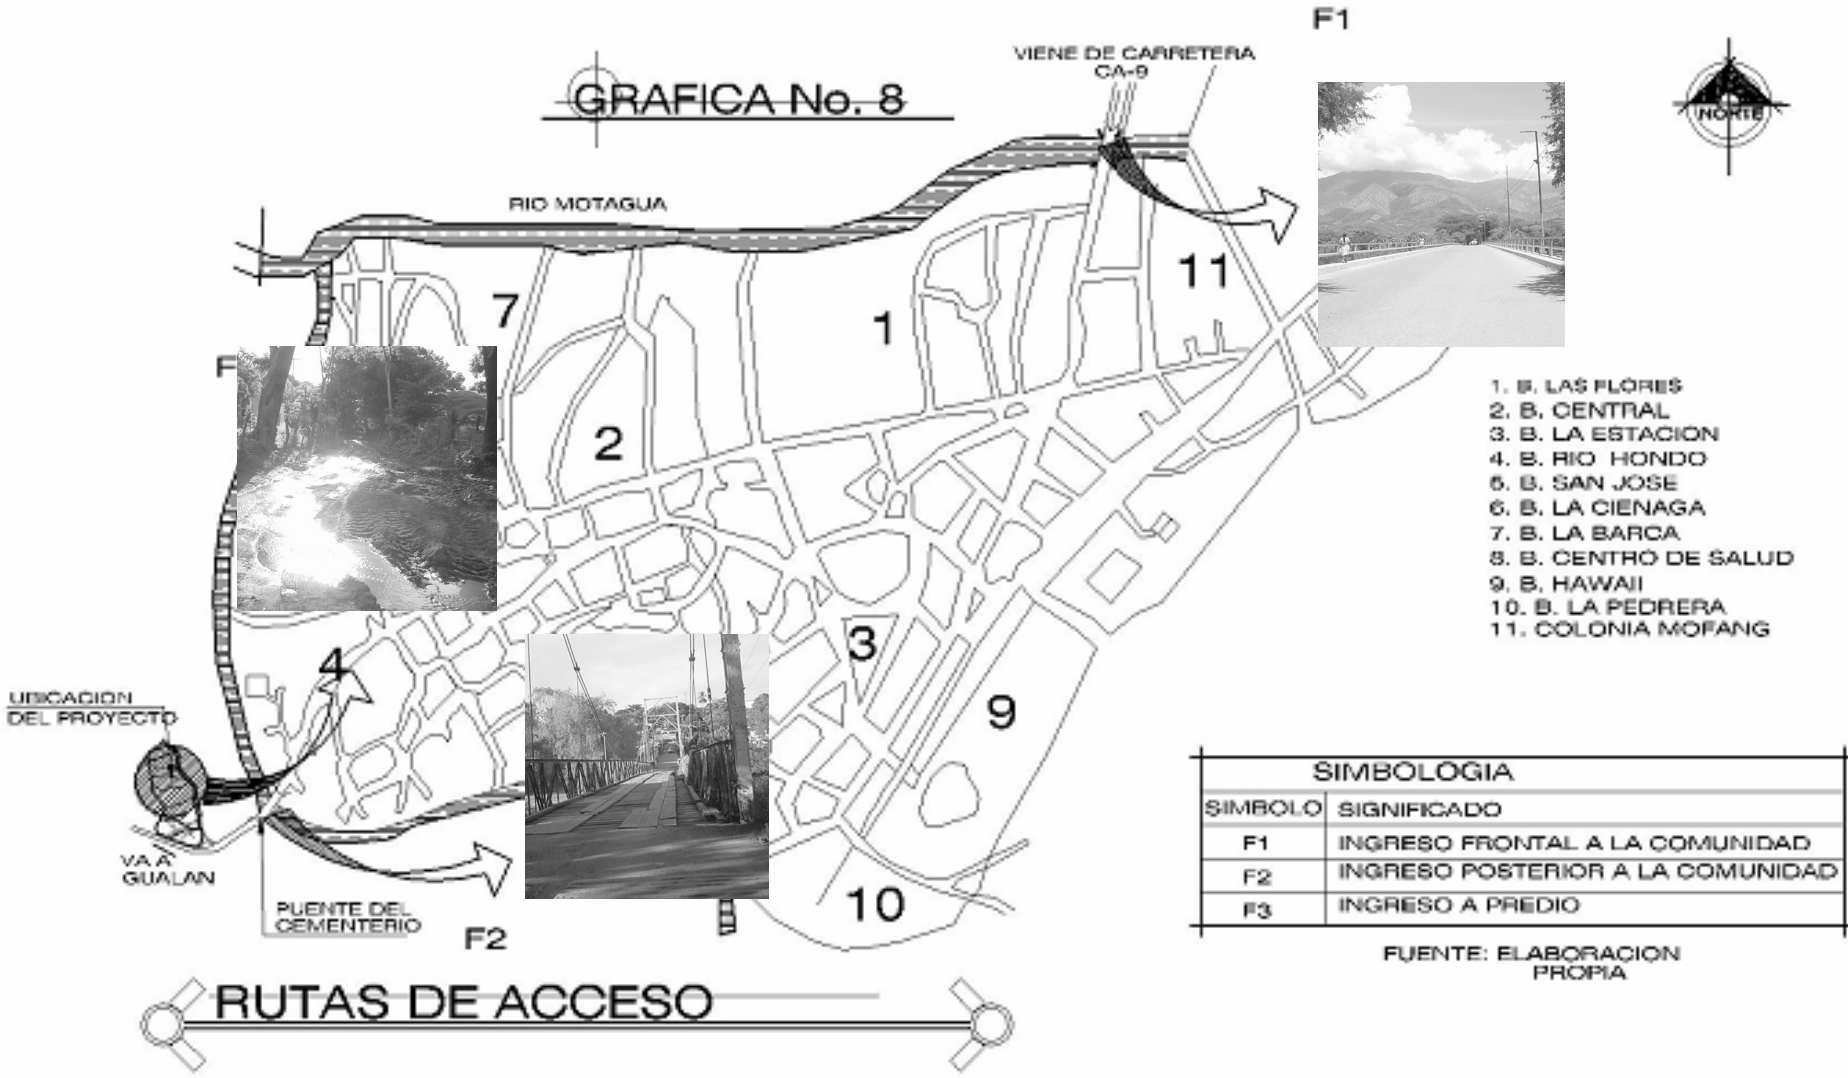 F1
VIENE DE CARRETERA
CA-9
GRAFICA No. 8
NORTE
RIO MOTAGUA
11
7
1
F
2
1. B. LAS FLORES
2. B. CENTRAL
3. B. LA ESTACION
4. B. RIO HONDO
5. B. SAN JOSE
6. B. LA CIENAGA
7. B. LA BARCA
8. B. CENTRO DE SALUD
9. B. HAWAII
10. B. LA PEDRERA
11. COLONIA MOFANG
3
4
9
UBICACION
DEL PROYECTO
VA A
GUALAN
PUENTE DEL
CEMENTERIO
F2
10
SIMBOLOGIA
SIMBOLO SIGNIFICADO
F1 INGRESO FRONTAL A LA COMUNIDAD
F2 INGRESO POSTERIOR A LA COMUNIDAD
F3 INGRESO A PREDIO
FUENTE: ELABORACION
PROPIA
RUTAS DE ACCESO